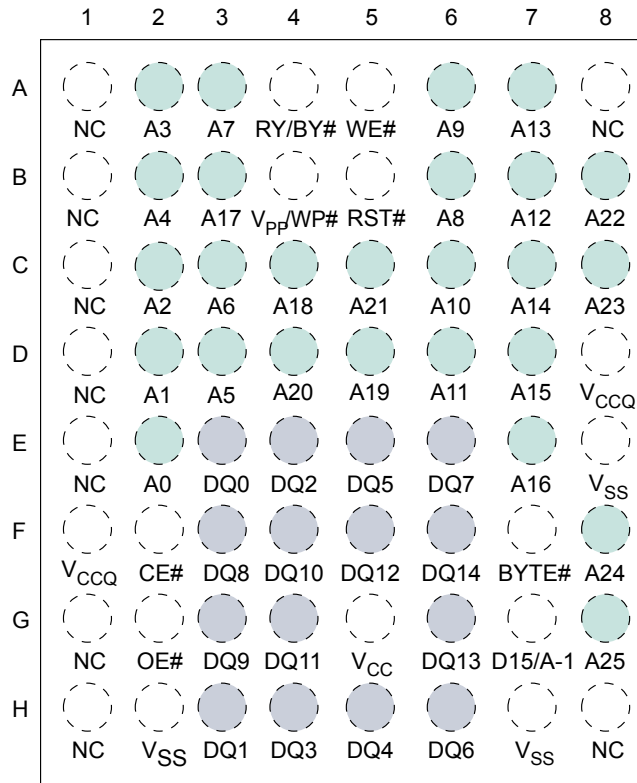 1 2 3 4 5 6 7 8
A
NC A3 A7 RY/BY# WE# A9 A13 NC
B
NC A4 A17 VPP/WP# RST# A8 A12 A22
C
NC A2 A6 A18 A21 A10 A14 A23
D
NC A1 A5 A20 A19 A11 A15 VCCQ
E
NC A0 DQ0 DQ2 DQ5 DQ7 A16 VSS
F
VCCQ CE# DQ8 DQ10 DQ12 DQ14 BYTE# A24
G
NC OE# DQ9 DQ11 VCC DQ13 D15/A-1 A25
H
NC VSS DQ1 DQ3 DQ4 DQ6 VSS NC